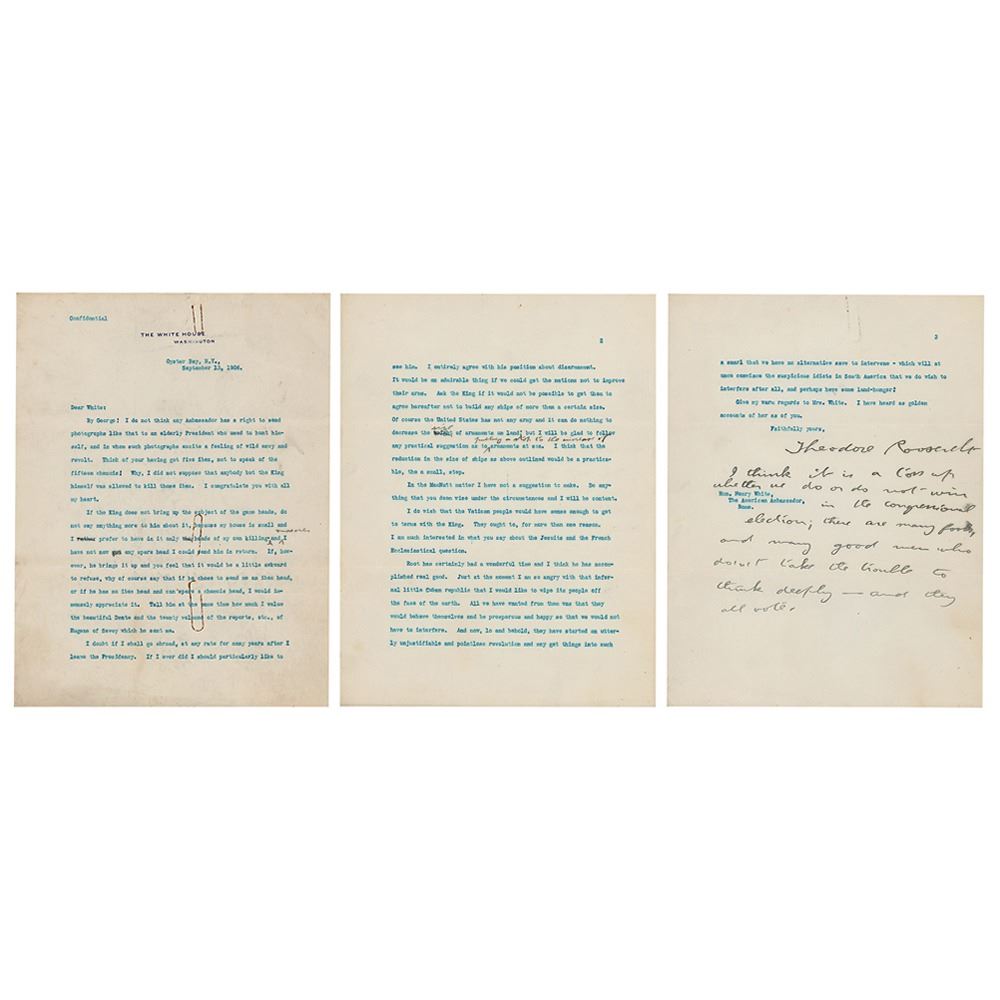 Confidential
THE WHITE HOUSE
WASHINGTON
Oyster Bay, N.Y.,
September 13, 1906.
Dear White:
By George! I do not think any Ambassador has a right to send
photographs like that to an elderly President who used to hunt him-
self, and in whom such photographs excite a feeling of wild envy and
revolt. Think of your having got five ibex, not to speak of the
fifteen chamois! Why, I did not suppose that anybody but the King
himself was allowed to kill those ibex. I congratulate you with all
my heart.
If the King does not bring up the subject of the game heads, do
not say anything more to him about it, because my house is small and
I rather prefer to have in it only heads of my own killing and I
have not now got any spare head I could send him in return. If, how-
ever, he brings it up and you feel that it would be a little awkward
to refuse, why of course say that if he chose to send me an ibex head,
or if he has no ibex head and can spare a chamois head, I would im-
mensely appreciate it. Tell him at the same time how much I value
the beautiful Dante and the twenty volumes of the reports, etc., of
Eugene of Savoy which he sent me.
I doubt if I shall go abroad, at any rate for many years after I
leave the Presidency. If I ever did I should particularly like to
2
see him. I entirely agree with his position about disarmament.
It would be an admirable thing if we could get the nations not to improve
their arms. Ask the King if it would not be possible to get them to
agree hereafter not to build any ships of more than a certain size.
Of course the United States has not any army and it can do nothing to
decrease the of armaments on land; but I will be glad to follow
putting a stop to the increase of
any practical suggestion as to armaments at sea. I think that the
reduction in the size of ships as above outlined would be a practica-
ble, tho a small, step.
In the MacNutt matter I have not a suggestion to make. Do any-
thing that you deem wise under the circumstances and I will be content.
I do wish that the Vatican people would have sense enough to get
to terms with the King. They ought to, for more than one reason.
I am much interested in what you say about the Jesuits and the French
Ecclesiastical question.
Root has certainly had a wonderful time and I think he has accom-
plished real good. Just at the moment I am so angry with that infer-
nal little Cuban republic that I would like to wipe its people off
the face of the earth. All we have wanted from them was that they
would behave themselves and be prosperous and happy so that we would not
have to interfere. And now, lo and behold, they have started an utter-
ly unjustifiable and pointless revolution and may get things into such
3
a snarl that we have no alternative save to intervene - which will at
once convince the suspicious idiots in South America that we do wish to
interfere after all, and perhaps have some land-hunger!
Give my warm regards to Mrs. White. I have heard as golden
accounts of her as of you.
Faithfully yours,
Theodore Roosevelt
I think it is a toss up
whether we do or do not win
Hon. Henry White,
The American Ambassador,
Rome.
in the congressional
election; there are many fools,
and many good men who
doesn't take the trouble to
think deeply — and they
all vote.